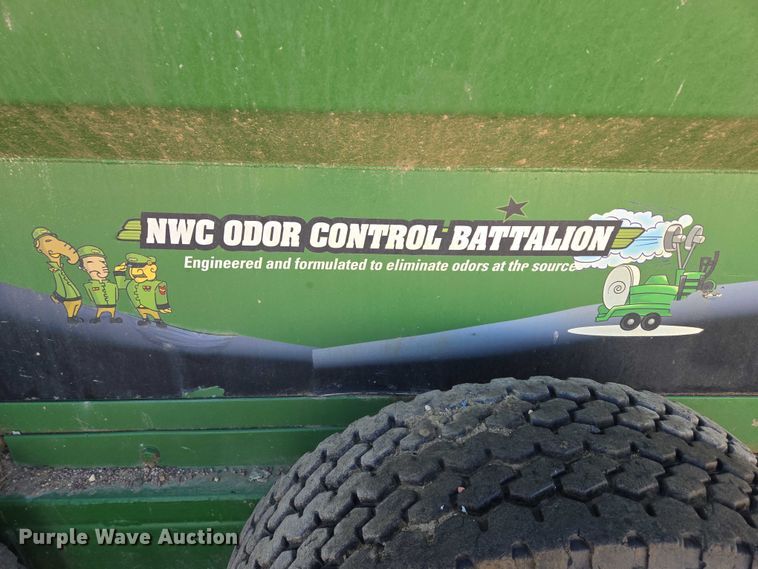 NWC ODOR CONTROL BATTALION
Engineered and formulated to eliminate odors at the source
Purple Wave Auction®